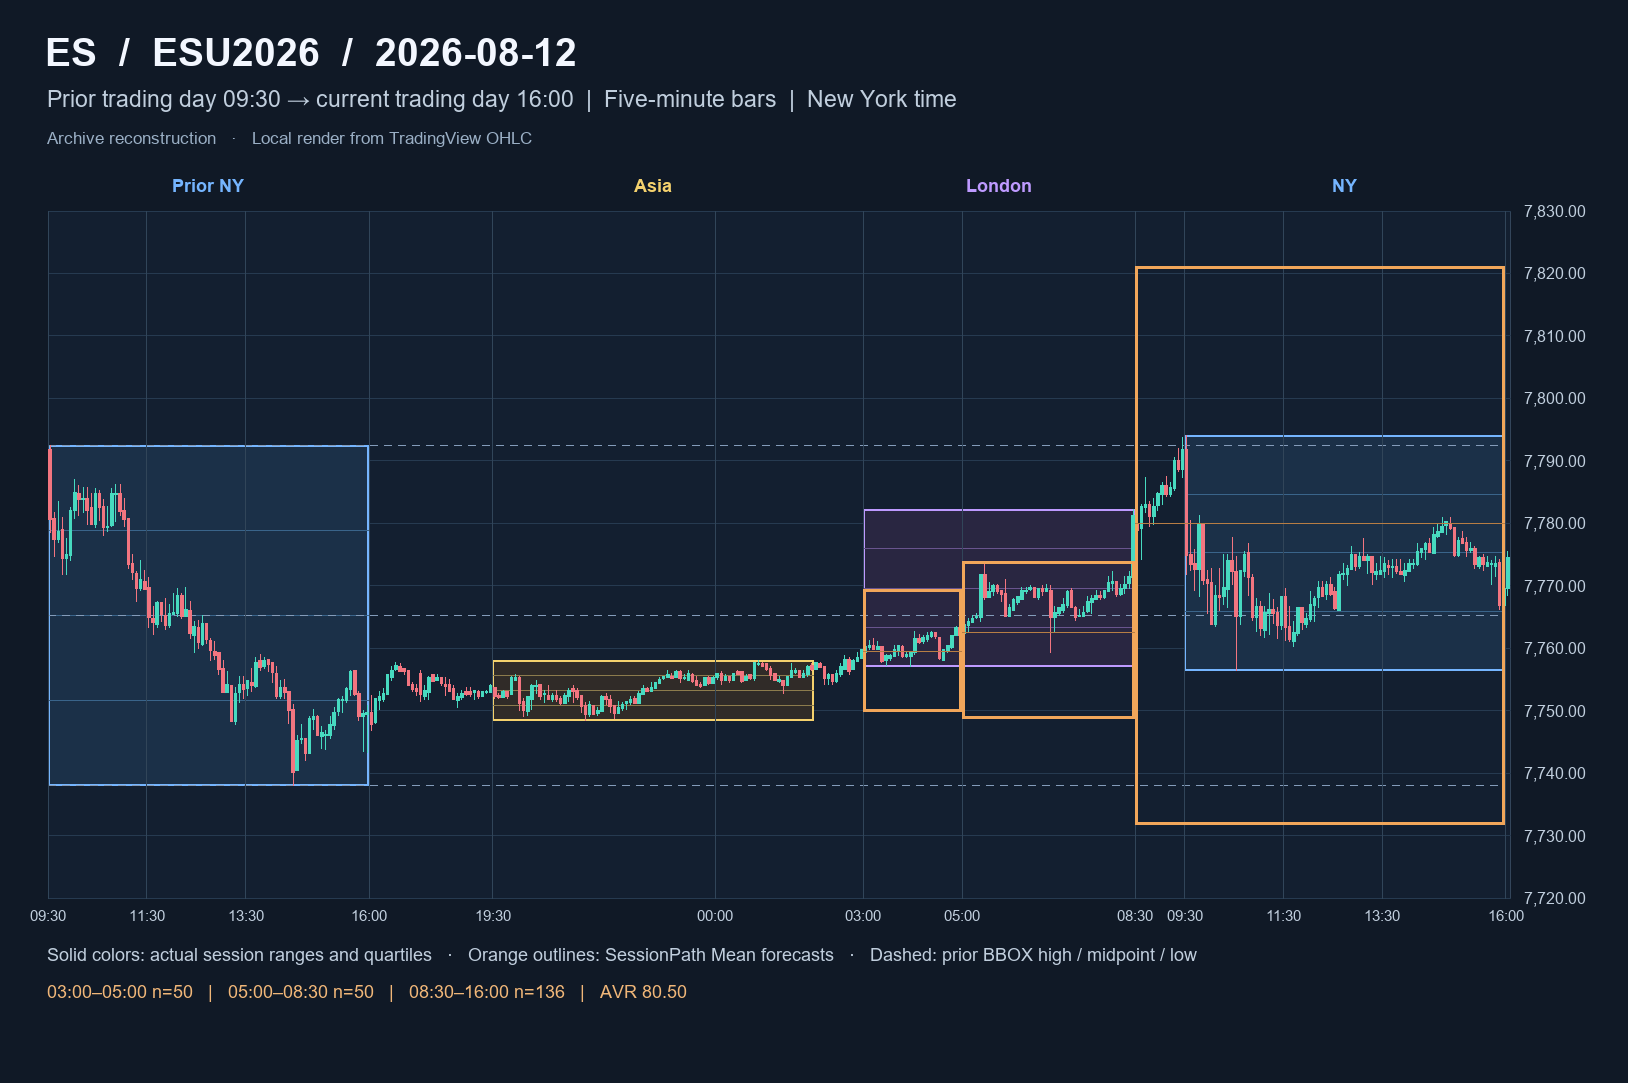 ES / ESU2026 / 2026-08-12
Prior trading day 09:30 → current trading day 16:00 | Five-minute bars | New York time
Archive reconstruction · Local render from TradingView OHLC
Prior NY Asia London NY
7,830.00
7,820.00
7,810.00
7,800.00
7,790.00
7,780.00
7,770.00
7,760.00
7,750.00
7,740.00
7,730.00
7,720.00
09:30 11:30 13:30 16:00 19:30 00:00 03:00 05:00 08:30 09:30 11:30 13:30 16:00
Solid colors: actual session ranges and quartiles · Orange outlines: SessionPath Mean forecasts · Dashed: prior BBOX high / midpoint / low
03:00–05:00 n=50 | 05:00–08:30 n=50 | 08:30–16:00 n=136 | AVR 80.50